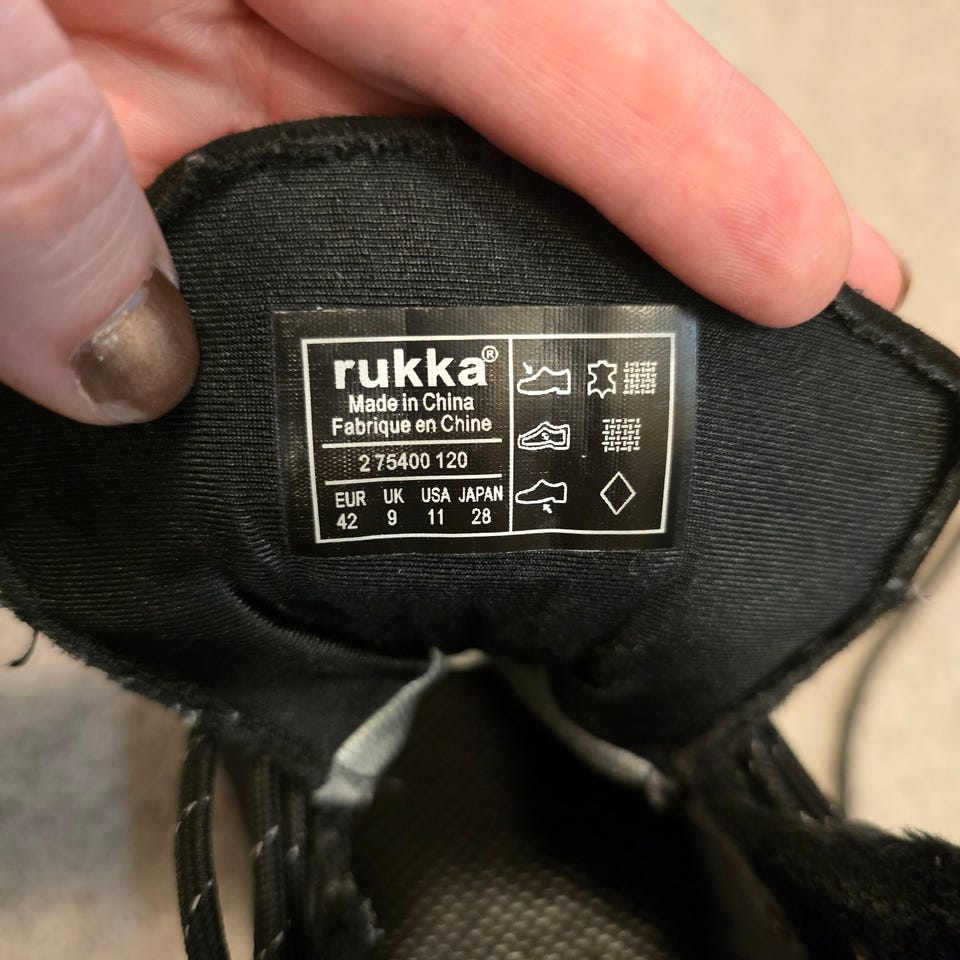 rukka®
Made in China
Fabrique en Chine
2 75400 120
EUR UK USA JAPAN
42 9 11 28